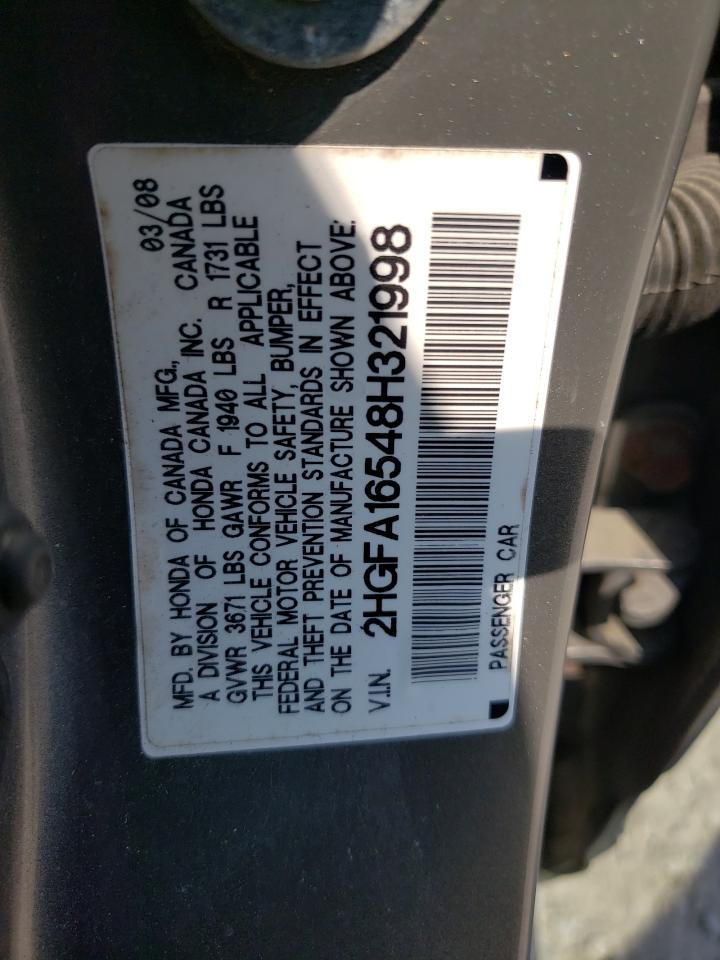 MFD. BY HONDA OF CANADA MFG., 03/08
A DIVISION OF HONDA CANADA INC. CANADA
GVWR 3671 LBS GAWR F 1940 LBS R 1731 LBS
THIS VEHICLE CONFORMS TO ALL APPLICABLE
FEDERAL MOTOR VEHICLE SAFETY, BUMPER,
AND THEFT PREVENTION STANDARDS IN EFFECT
ON THE DATE OF MANUFACTURE SHOWN ABOVE.
V.I.N. 2HGFA16548H321998
PASSENGER CAR